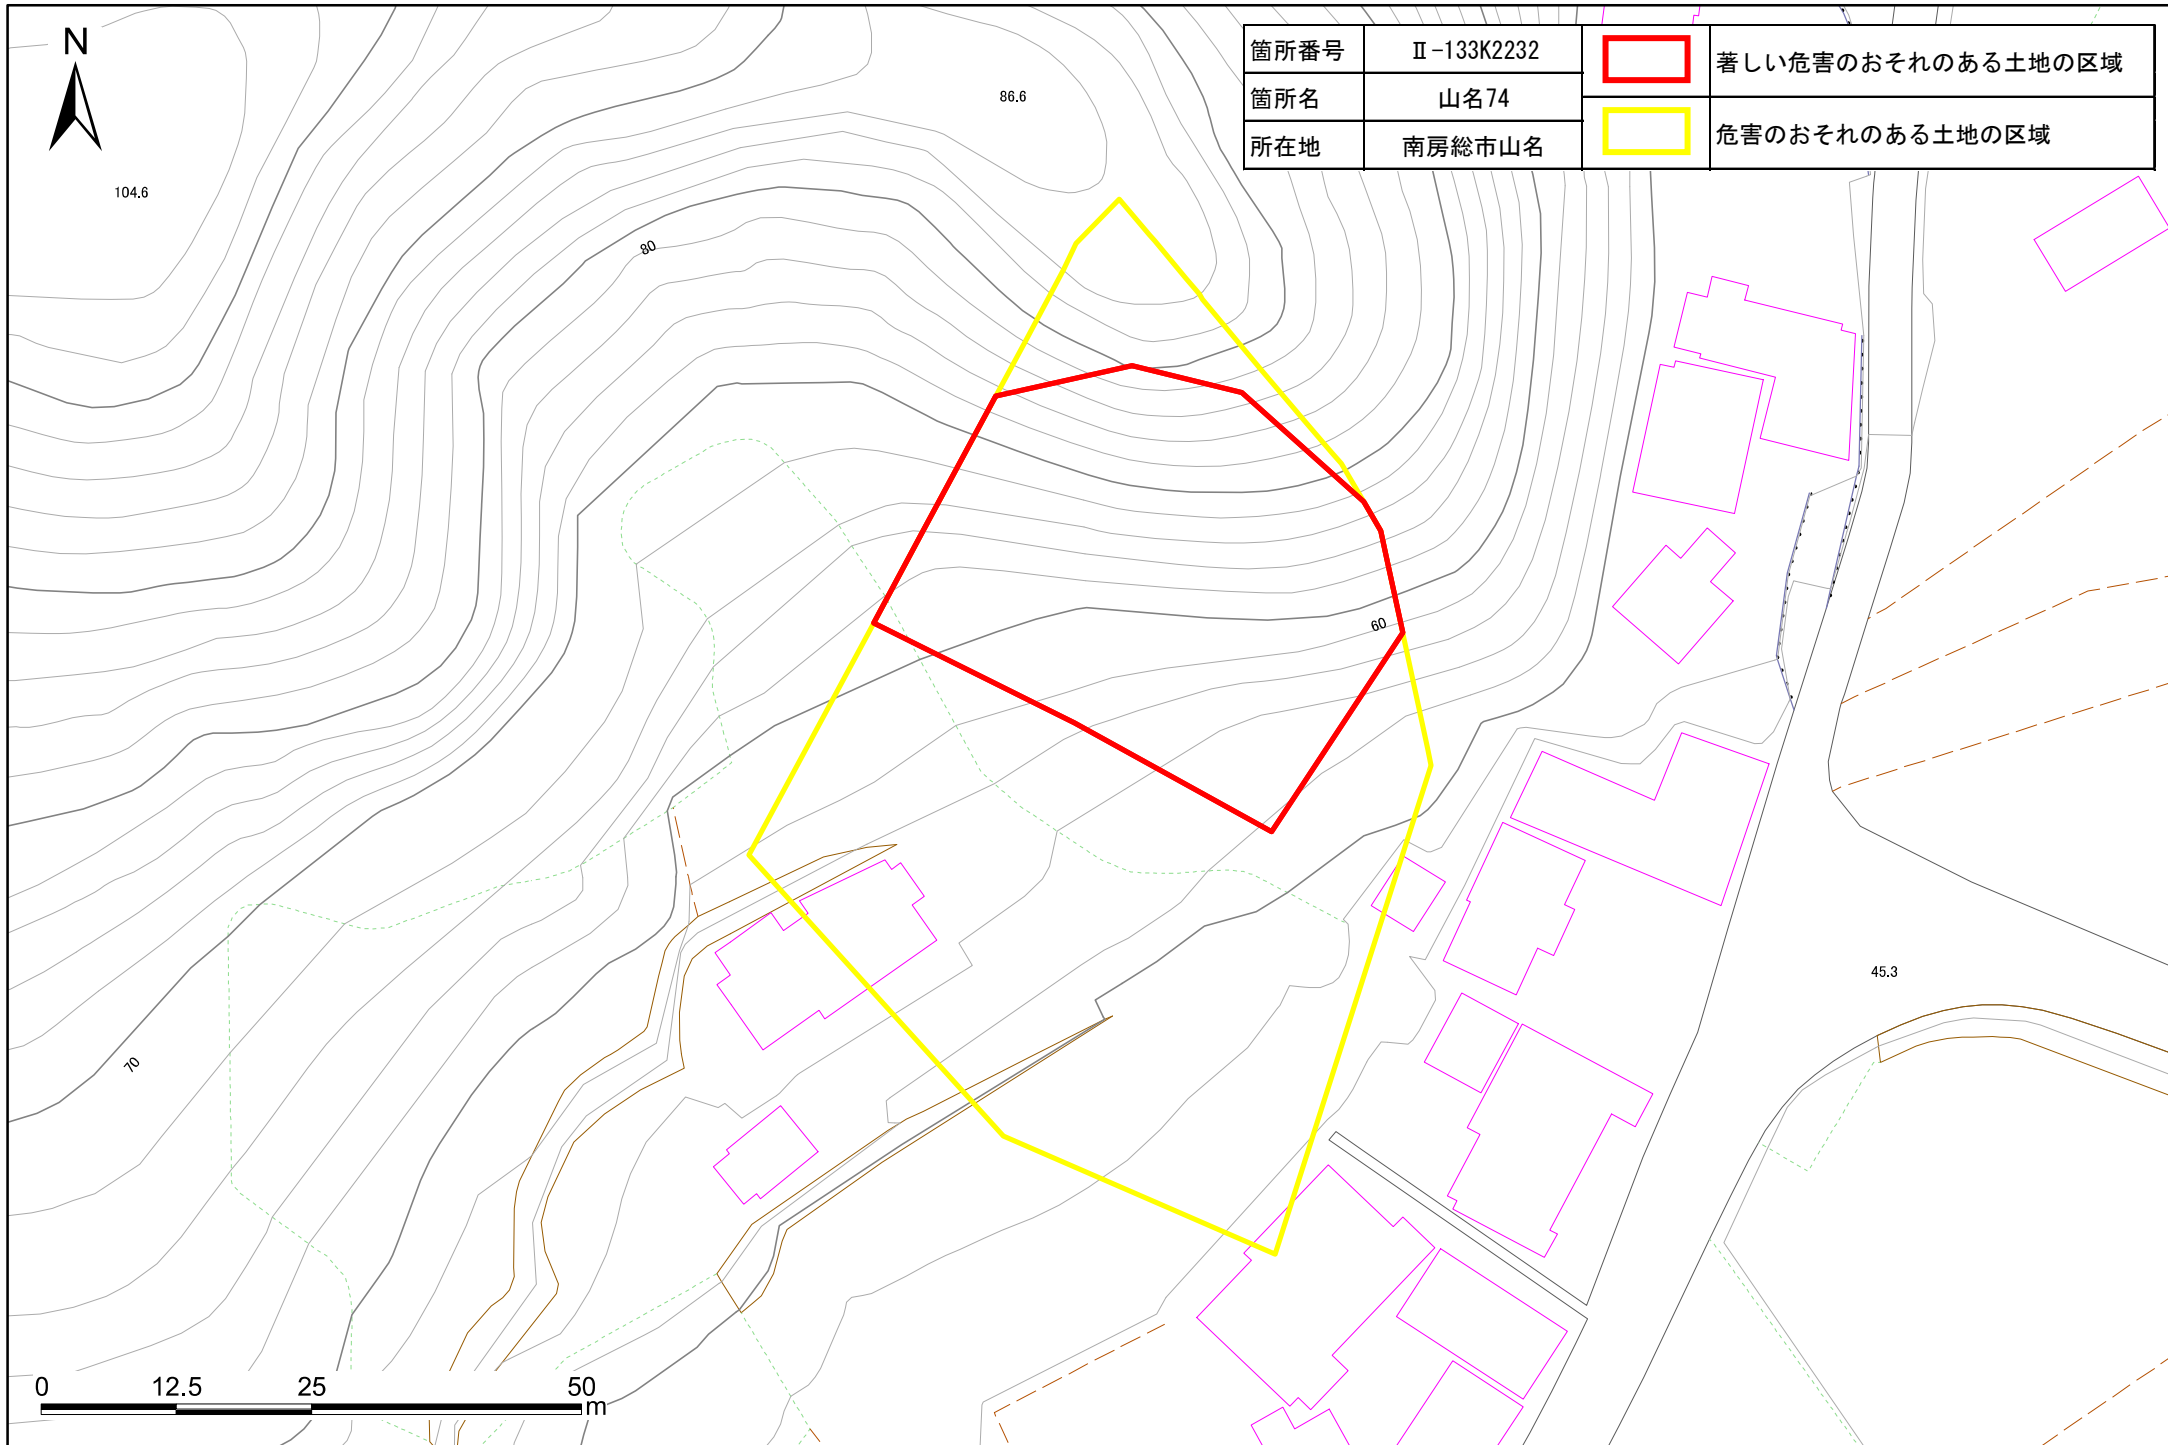 N
箇所番号 Ⅱ-133K2232
著しい危害のおそれのある土地の区域
箇所名 山名74
危害のおそれのある土地の区域
所在地 南房総市山名
86.6
104.6
80
60
45.3
70
0 12.5 25 50
m